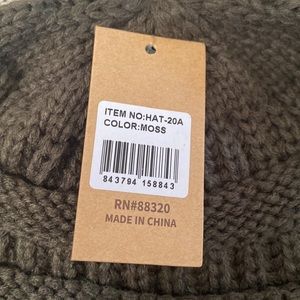 ITEM NO:HAT-20A
COLOR:MOSS
843794 158843
RN#88320
MADE IN CHINA